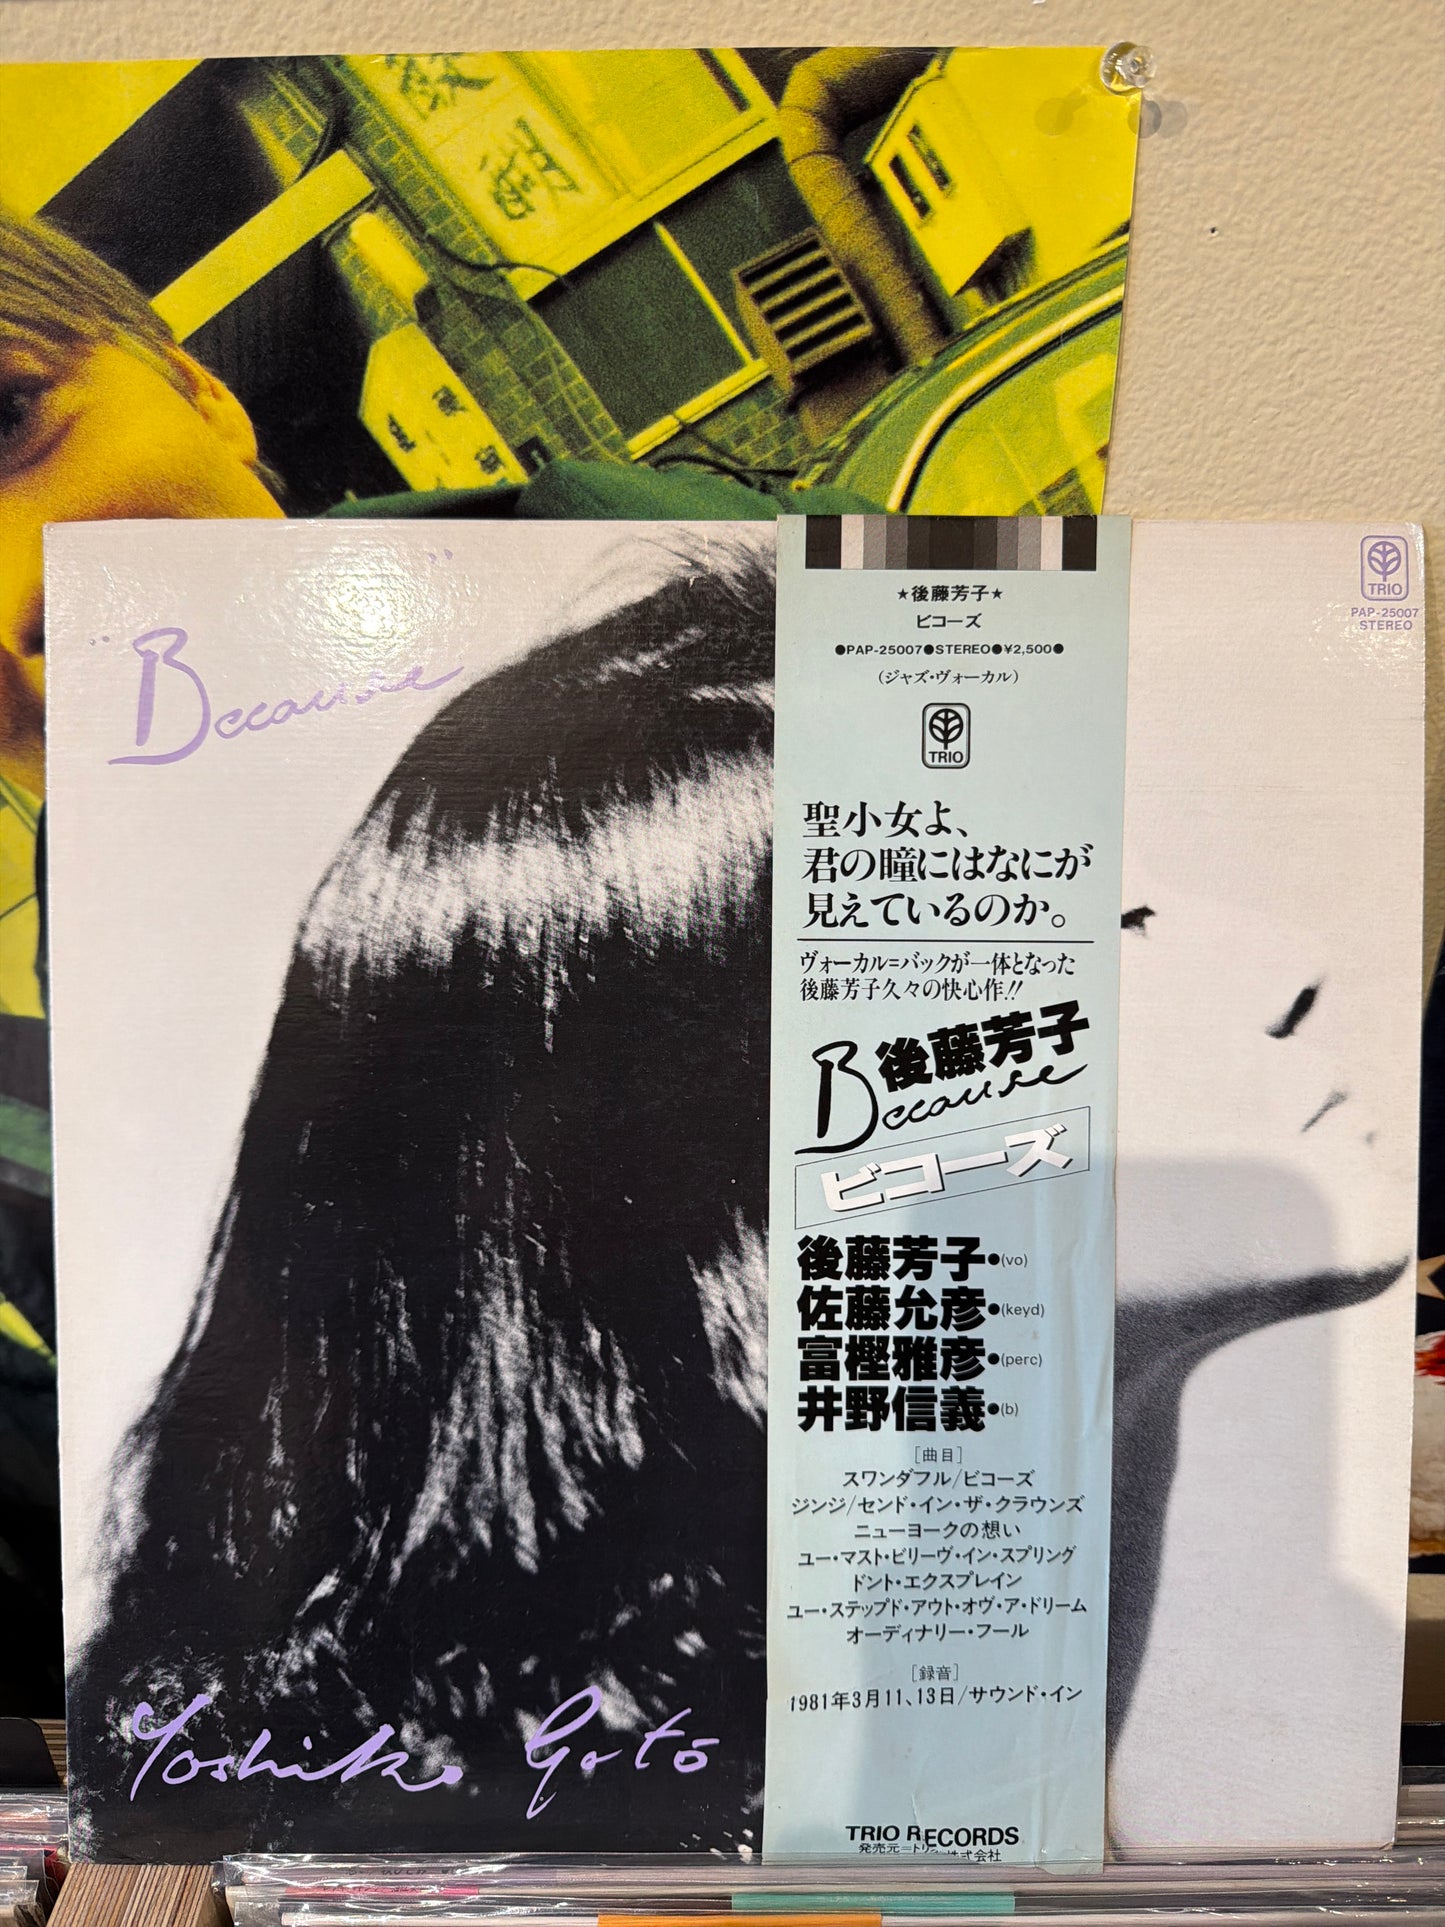 "Because"
Yoshiko Gotō
★後藤芳子★
ビコーズ
●PAP-25007●STEREO●¥2,500●
(ジャズ・ヴォーカル)
TRIO
聖小女よ、
君の瞳にはなにが
見えているのか。
ヴォーカル=バックが一体となった
後藤芳子久々の快心作!!
後藤芳子
Because
ビコーズ
後藤芳子●(vo)
佐藤允彦●(keyd)
富樫雅彦●(perc)
井野信義●(b)
[曲目]
スワンダフル/ビコーズ
ジンジ/センド・イン・ザ・クラウンズ
ニューヨークの想い
ユー・マスト・ビリーヴ・イン・スプリング
ドント・エクスプレイン
ユー・ステップド・アウト・オヴ・ア・ドリーム
オーディナリー・フール
[録音]
1981年3月11、13日/サウンド・イン
TRIO RECORDS
発売元=トリオ株式会社
TRIO
PAP-25007
STEREO